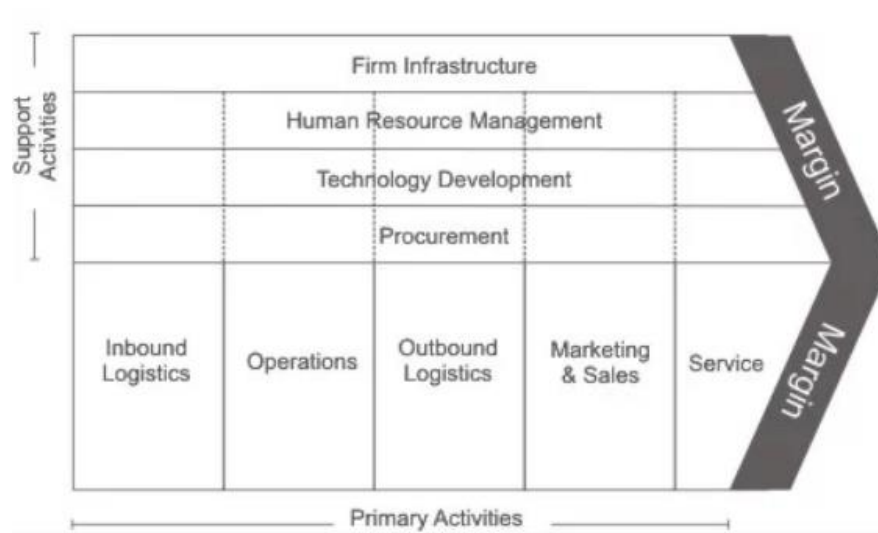 Support
Activities
Firm Infrastructure
Human Resource Management
Technology Development
Procurement
Margin
Inbound
Logistics
Operations
Outbound
Logistics
Marketing
& Sales
Service
Margin
Primary Activities